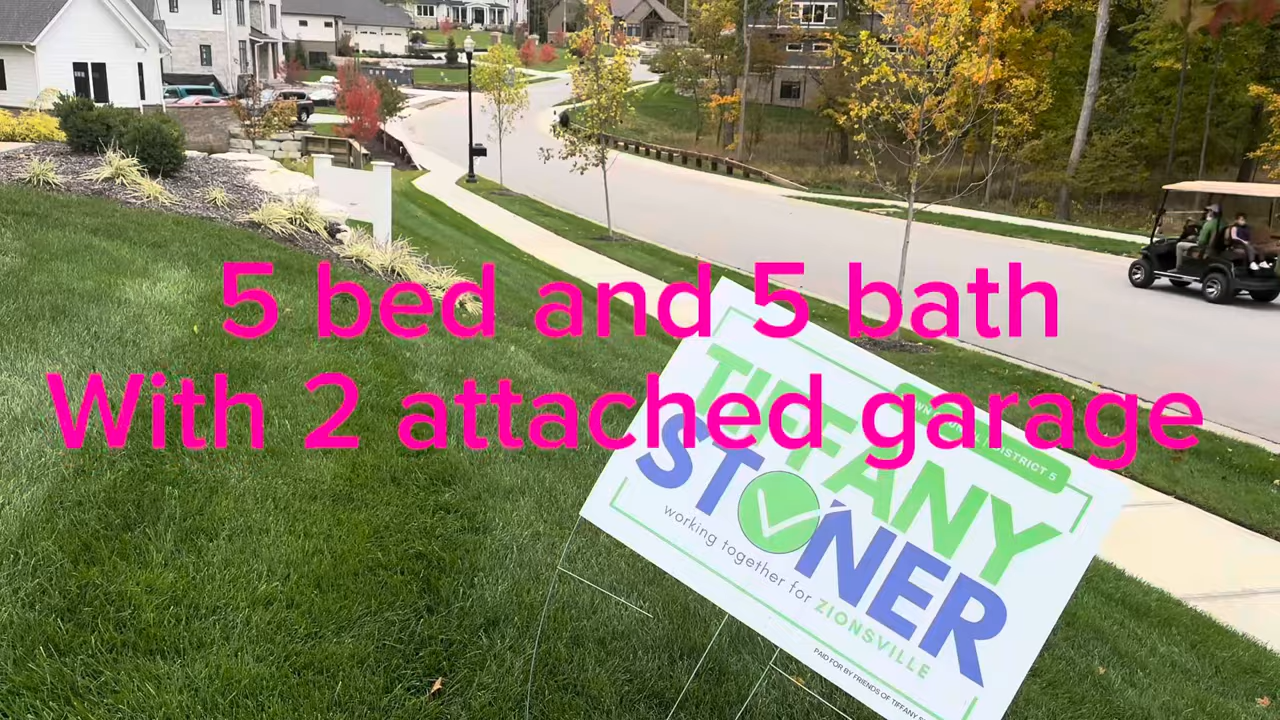 5 bed and 5 bath
With 2 attached garage
DISTRICT 5
TIFFANY
STONER
working together for ZIONSVILLE
PAID FOR BY FRIENDS OF TIFFANY